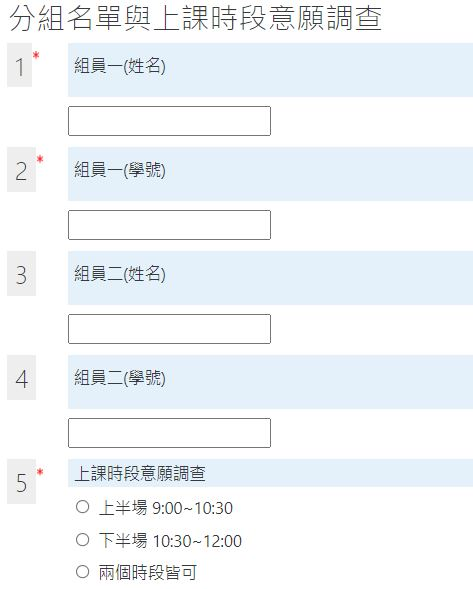 分組名單與上課時段意願調查
1*
組員一(姓名)
2*
組員一(學號)
3
組員二(姓名)
4
組員二(學號)
5*
上課時段意願調查
上半場 9:00~10:30
下半場 10:30~12:00
兩個時段皆可